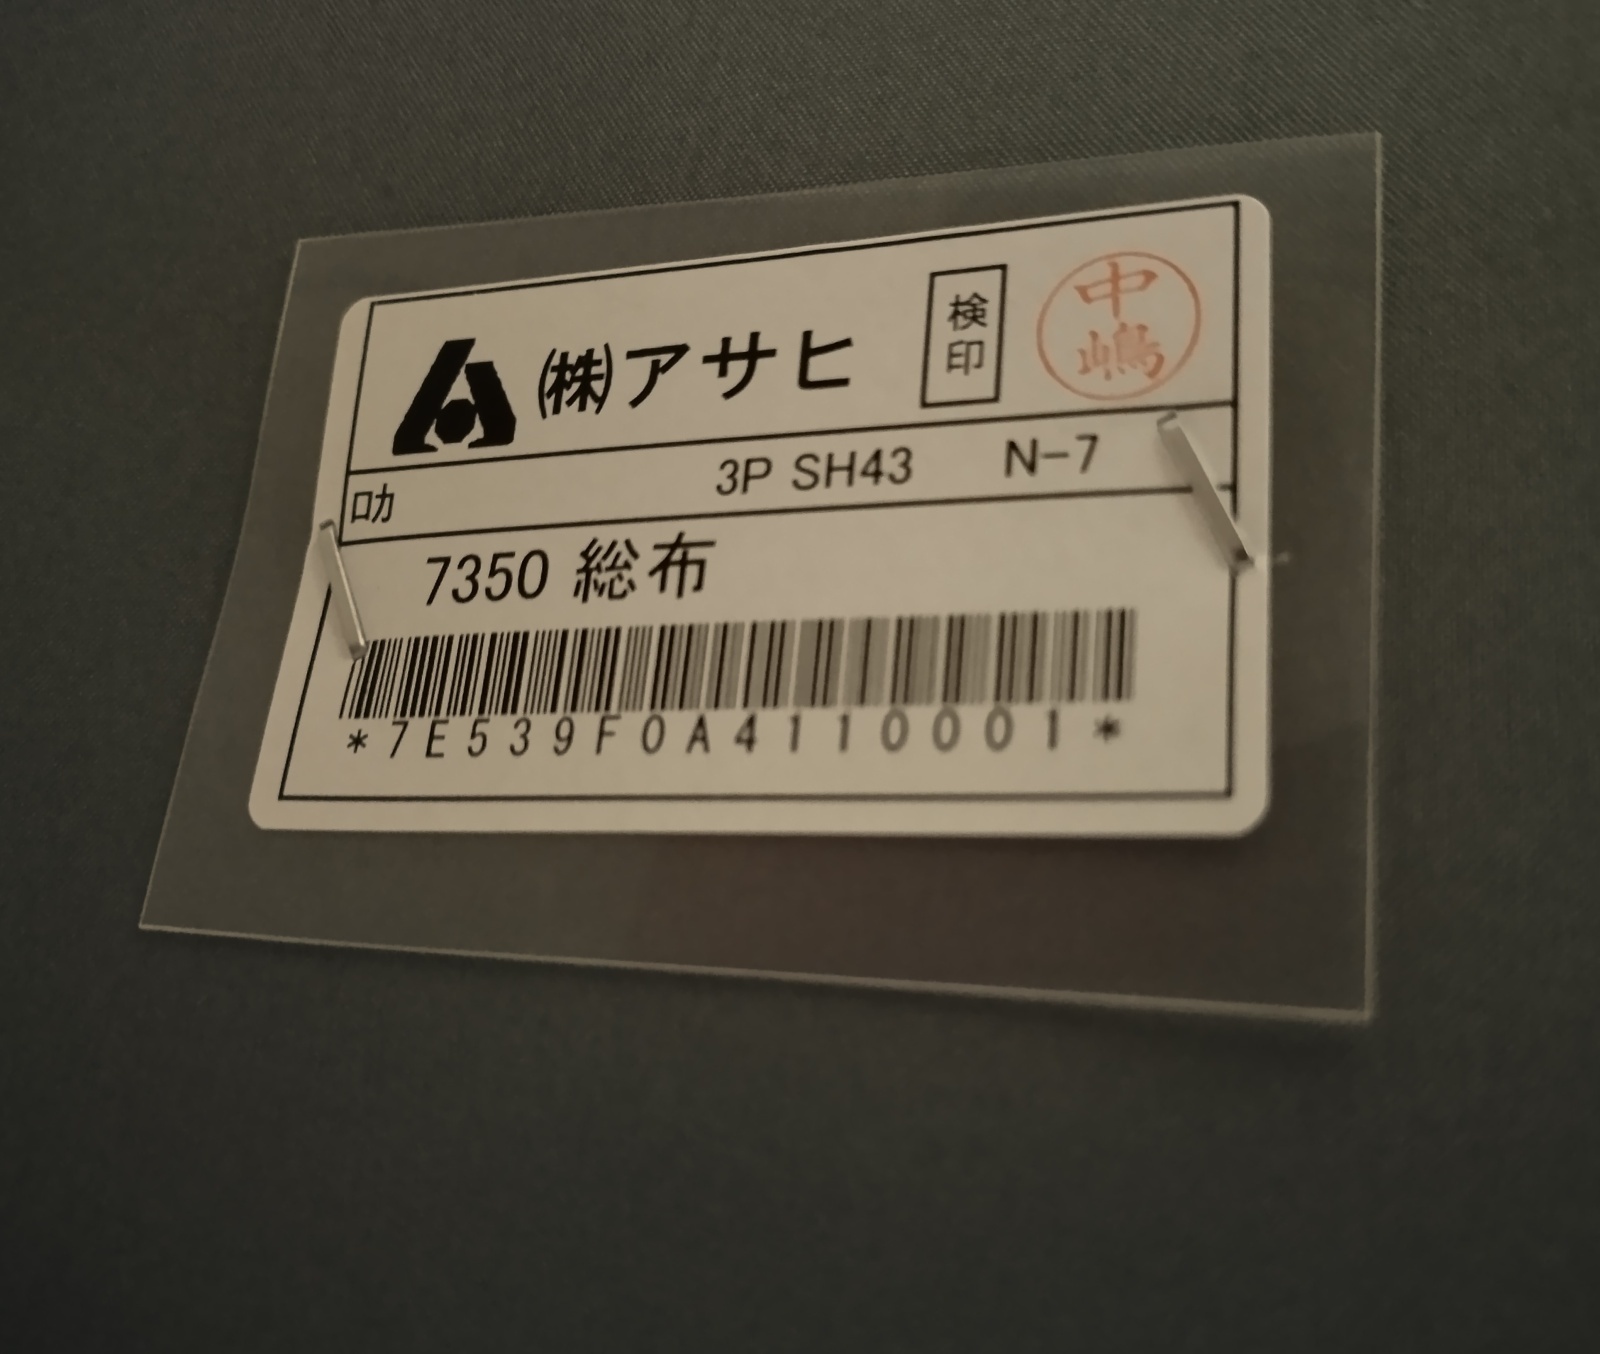 ㈱アサヒ
検印
中嶋
ロカ 3P SH43 N-7
7350 総布
*7E539F0A4110001*